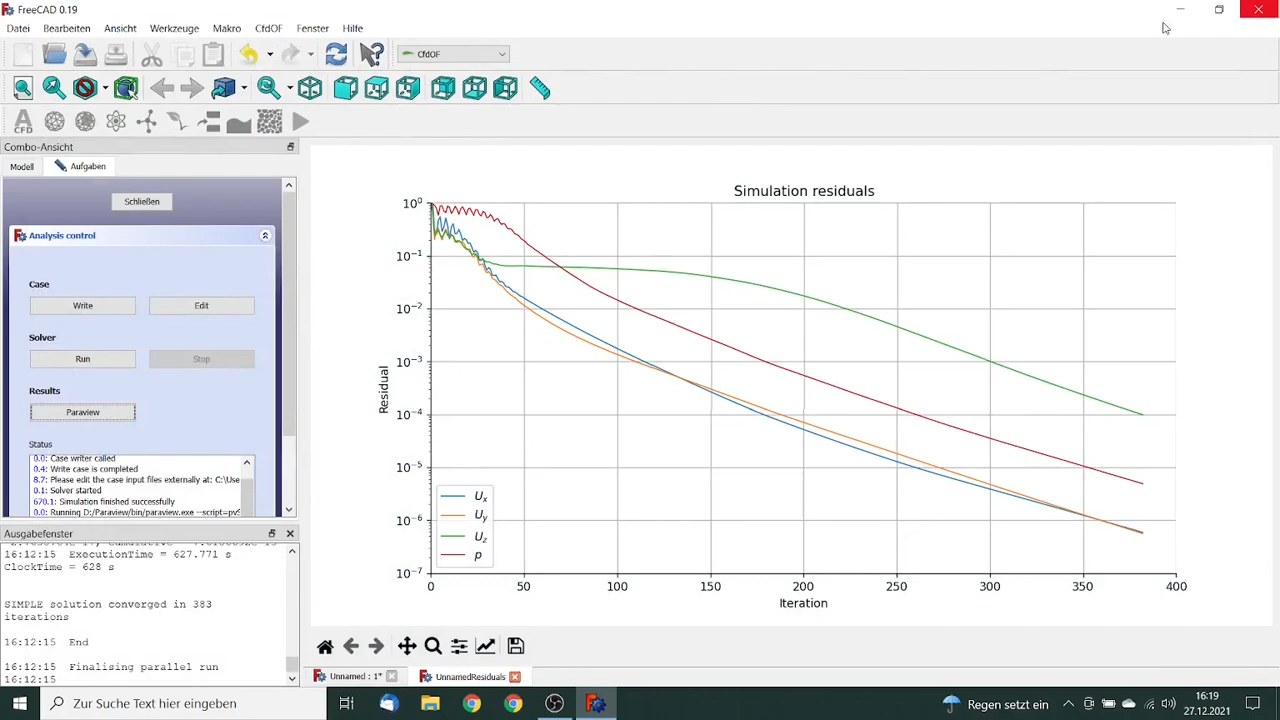 FreeCAD 0.19
Datei Bearbeiten Ansicht Werkzeuge Makro CfdOF Fenster Hilfe
CfdOF
Combo-Ansicht
Modell Aufgaben
Schließen
Analysis control
Case
Write Edit
Solver
Run Stop
Results
Paraview
Status
0.0: Case writer called
0.4: Write case is completed
8.7: Please edit the case input files externally at: C:\Use
0.1: Solver started
670.1: Simulation finished successfully
0.0: Running D:/Paraview/bin/paraview.exe --script=pvS
Ausgabefenster
16:12:15 ExecutionTime = 627.771 s
ClockTime = 628 s
SIMPLE solution converged in 383
iterations
16:12:15 End
16:12:15 Finalising parallel run
16:12:15
Simulation residuals
10⁰
10⁻¹
10⁻²
10⁻³
10⁻⁴
10⁻⁵
10⁻⁶
10⁻⁷
Residual
Ux
Uy
Uz
p
0 50 100 150 200 250 300 350 400
Iteration
Unnamed : 1* UnnamedResiduals
Zur Suche Text hier eingeben
Regen setzt ein
16:19
27.12.2021